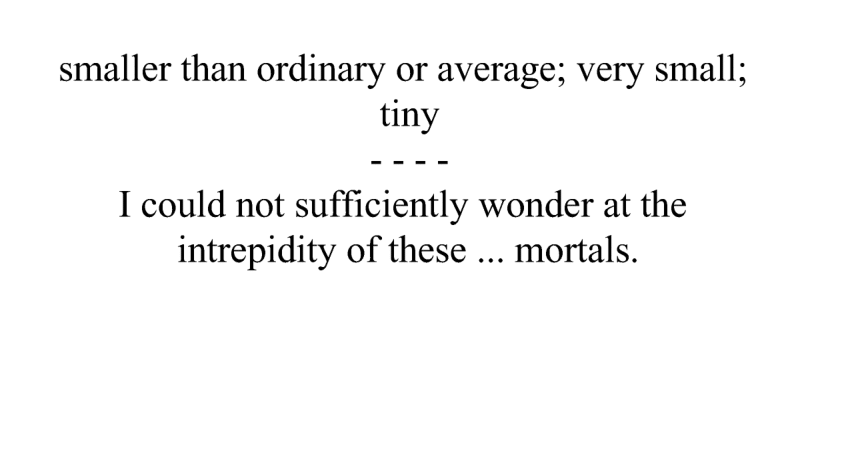 smaller than ordinary or average; very small;
tiny
- - - -
I could not sufficiently wonder at the
intrepidity of these ... mortals.